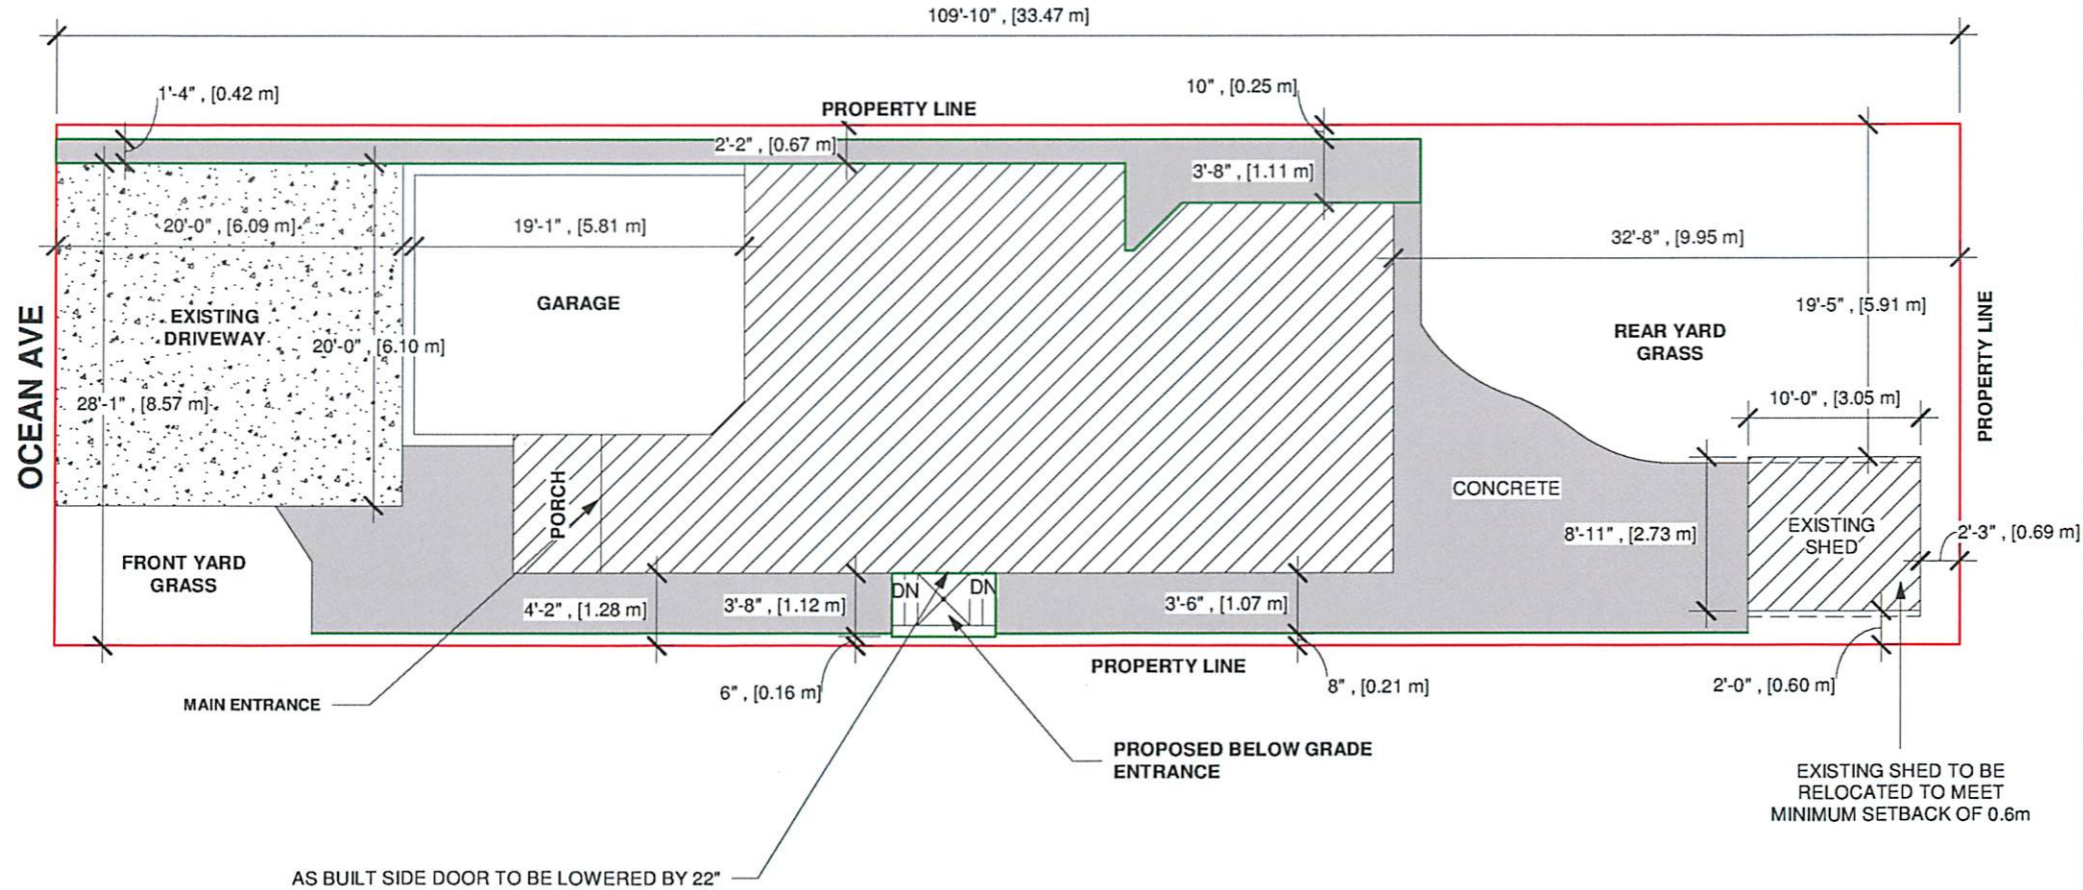 109'-10" , [33.47 m]
1'-4" , [0.42 m]
10" , [0.25 m]
PROPERTY LINE
2'-2" , [0.67 m]
3'-8" , [1.11 m]
20'-0" , [6.09 m]
19'-1" , [5.81 m]
32'-8" , [9.95 m]
GARAGE
19'-5" , [5.91 m]
EXISTING
DRIVEWAY
20'-0" , [6.10 m]
REAR YARD
GRASS
PROPERTY LINE
OCEAN AVE
28'-1" , [8.57 m]
10'-0" , [3.05 m]
PORCH
CONCRETE
EXISTING
SHED
8'-11" , [2.73 m]
2'-3" , [0.69 m]
FRONT YARD
GRASS
DN
DN
4'-2" , [1.28 m]
3'-8" , [1.12 m]
3'-6" , [1.07 m]
PROPERTY LINE
6" , [0.16 m]
8" , [0.21 m]
2'-0" , [0.60 m]
MAIN ENTRANCE
PROPOSED BELOW GRADE
ENTRANCE
EXISTING SHED TO BE
RELOCATED TO MEET
MINIMUM SETBACK OF 0.6m
AS BUILT SIDE DOOR TO BE LOWERED BY 22"